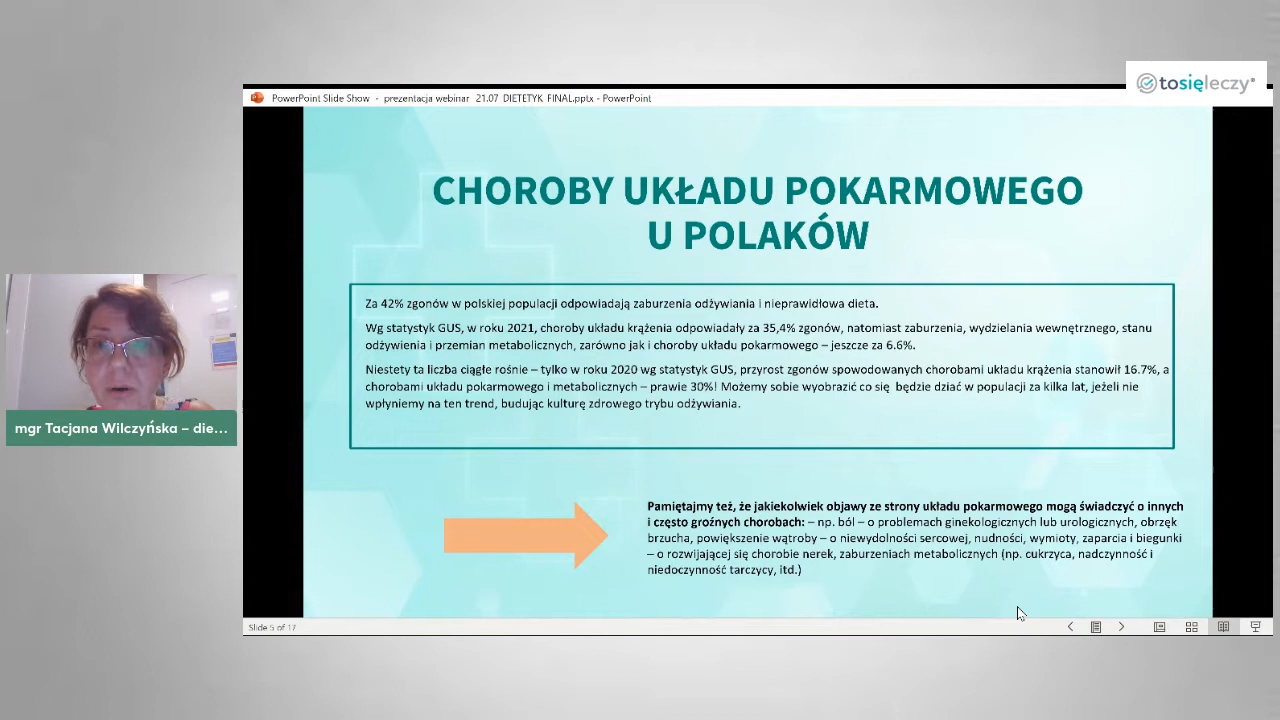 tosięleczy
PowerPoint Slide Show - prezentacja webinar 21.07 DIETETYK FINAL.pptx - PowerPoint
CHOROBY UKŁADU POKARMOWEGO
U POLAKÓW
Za 42% zgonów w polskiej populacji odpowiadają zaburzenia odżywiania i nieprawidłowa dieta.
Wg statystyk GUS, w roku 2021, choroby układu krążenia odpowiadały za 35,4% zgonów, natomiast zaburzenia, wydzielania wewnętrznego, stanu
odżywienia i przemian metabolicznych, zarówno jak i choroby układu pokarmowego – jeszcze za 6.6%.
Niestety ta liczba ciągłe rośnie – tylko w roku 2020 wg statystyk GUS, przyrost zgonów spowodowanych chorobami układu krążenia stanowił 16.7%, a
chorobami układu pokarmowego i metabolicznych – prawie 30%! Możemy sobie wyobrazić co się będzie dziać w populacji za kilka lat, jeżeli nie
wpłyniemy na ten trend, budując kulturę zdrowego trybu odżywiania.
mgr Tacjana Wilczyńska – die...
Pamiętajmy też, że jakiekolwiek objawy ze strony układu pokarmowego mogą świadczyć o innych
i często groźnych chorobach: – np. ból – o problemach ginekologicznych lub urologicznych, obrzęk
brzucha, powiększenie wątroby – o niewydolności sercowej, nudności, wymioty, zaparcia i biegunki
– o rozwijającej się chorobie nerek, zaburzeniach metabolicznych (np. cukrzyca, nadczynność i
niedoczynność tarczycy, itd.)
Slide 5 of 17